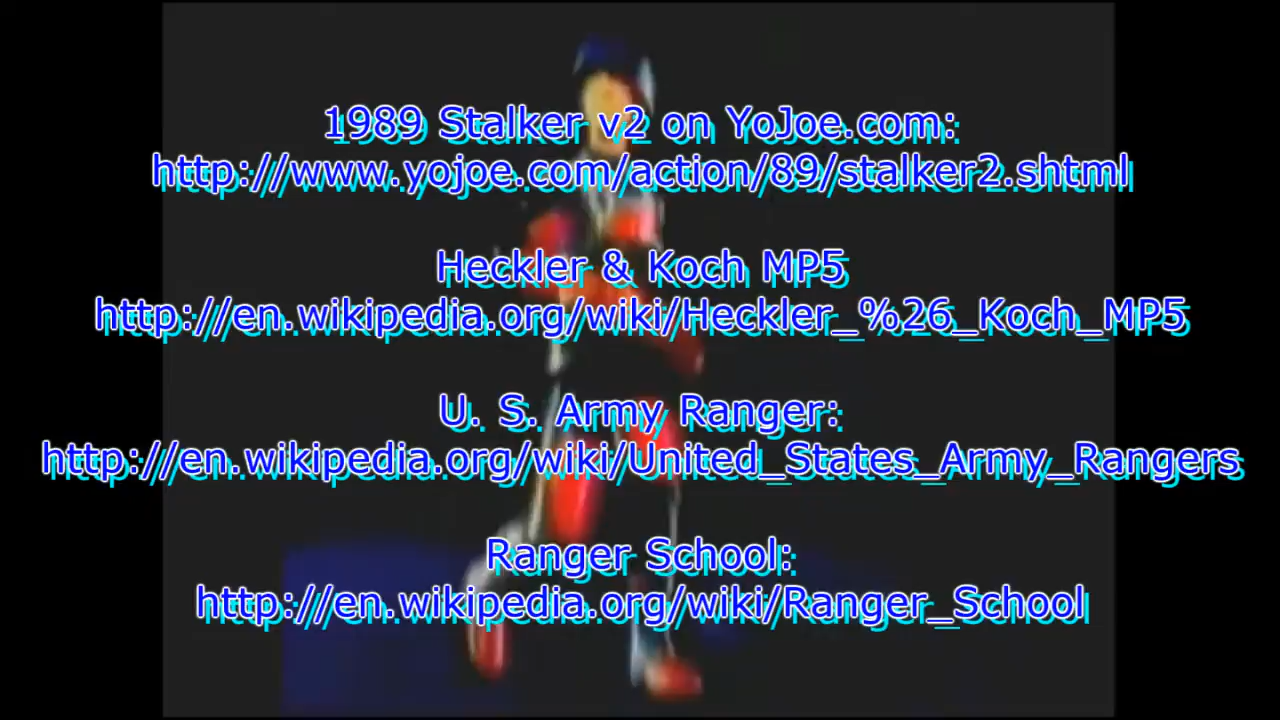 1989 Stalker v2 on YoJoe.com:
http://www.yojoe.com/action/89/stalker2.shtml
Heckler & Koch MP5
http://en.wikipedia.org/wiki/Heckler_%26_Koch_MP5
U. S. Army Ranger:
http://en.wikipedia.org/wiki/United_States_Army_Rangers
Ranger School:
http://en.wikipedia.org/wiki/Ranger_School